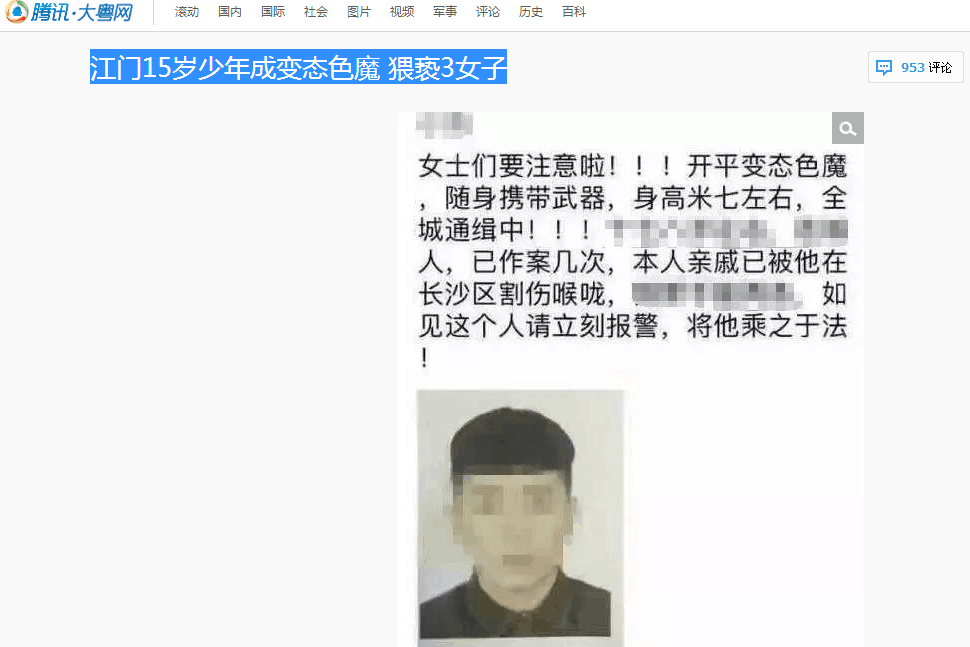 腾讯·大粤网
滚动 国内 国际 社会 图片 视频 军事 评论 历史 百科
江门15岁少年成变态色魔 猥亵3女子
953 评论
女士们要注意啦！！！开平变态色魔
，随身携带武器，身高米七左右，全
城通缉中！！！
人，已作案几次，本人亲戚已被他在
长沙区割伤喉咙，如
见这个人请立刻报警，将他乘之于法
！